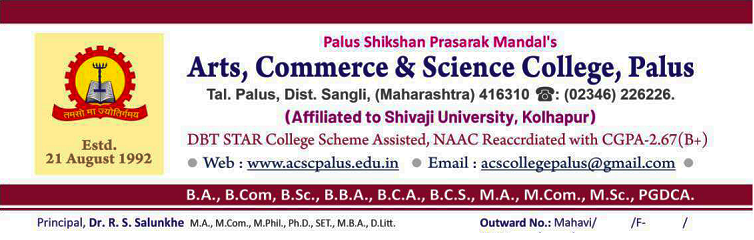 Palus Shikshan Prasarak Mandal's
Arts, Commerce & Science College, Palus
Tal. Palus, Dist. Sangli, (Maharashtra) 416310 ☎: (02346) 226226.
(Affiliated to Shivaji University, Kolhapur)
DBT STAR College Scheme Assisted, NAAC Reaccrdiated with CGPA-2.67(B+)
● Web : www.acscpalus.edu.in ● Email : acscollegepalus@gmail.com ●
तमसो मा ज्योतिर्गमय
Estd.
21 August 1992
B.A., B.Com, B.Sc., B.B.A., B.C.A., B.C.S., M.A., M.Com., M.Sc., PGDCA.
Principal, Dr. R. S. Salunkhe M.A., M.Com., M.Phil., Ph.D., SET., M.B.A., D.Litt. Outward No.: Mahavi/ /F- /